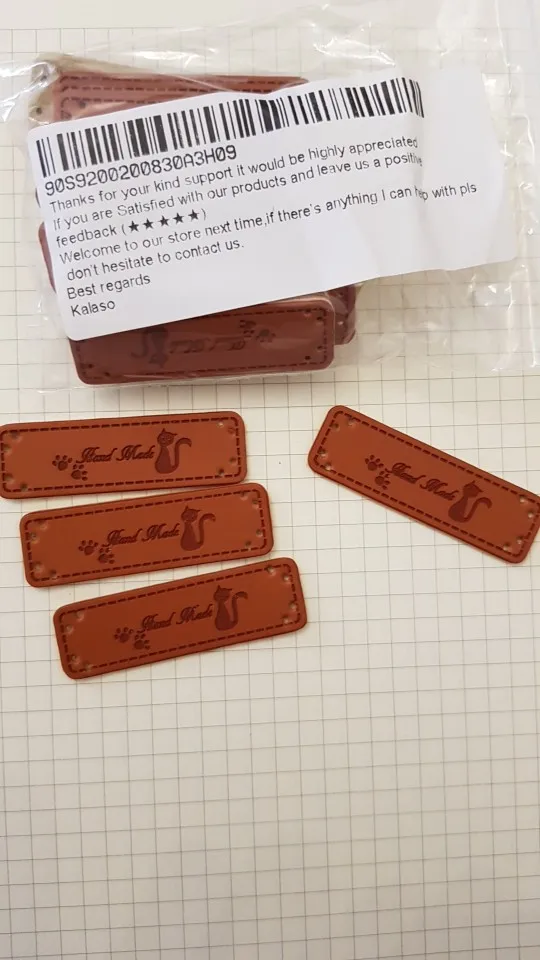 90S9200200830A3H09
Thanks for your kind support it would be highly appreciated
If you are Satisfied with our products and leave us a positive
feedback (★★★★★)
Welcome to our store next time,if there's anything I can help with pls
don't hesitate to contact us.
Best regards
Kalaso
Hand Made
Hand Made
Hand Made
Hand Made